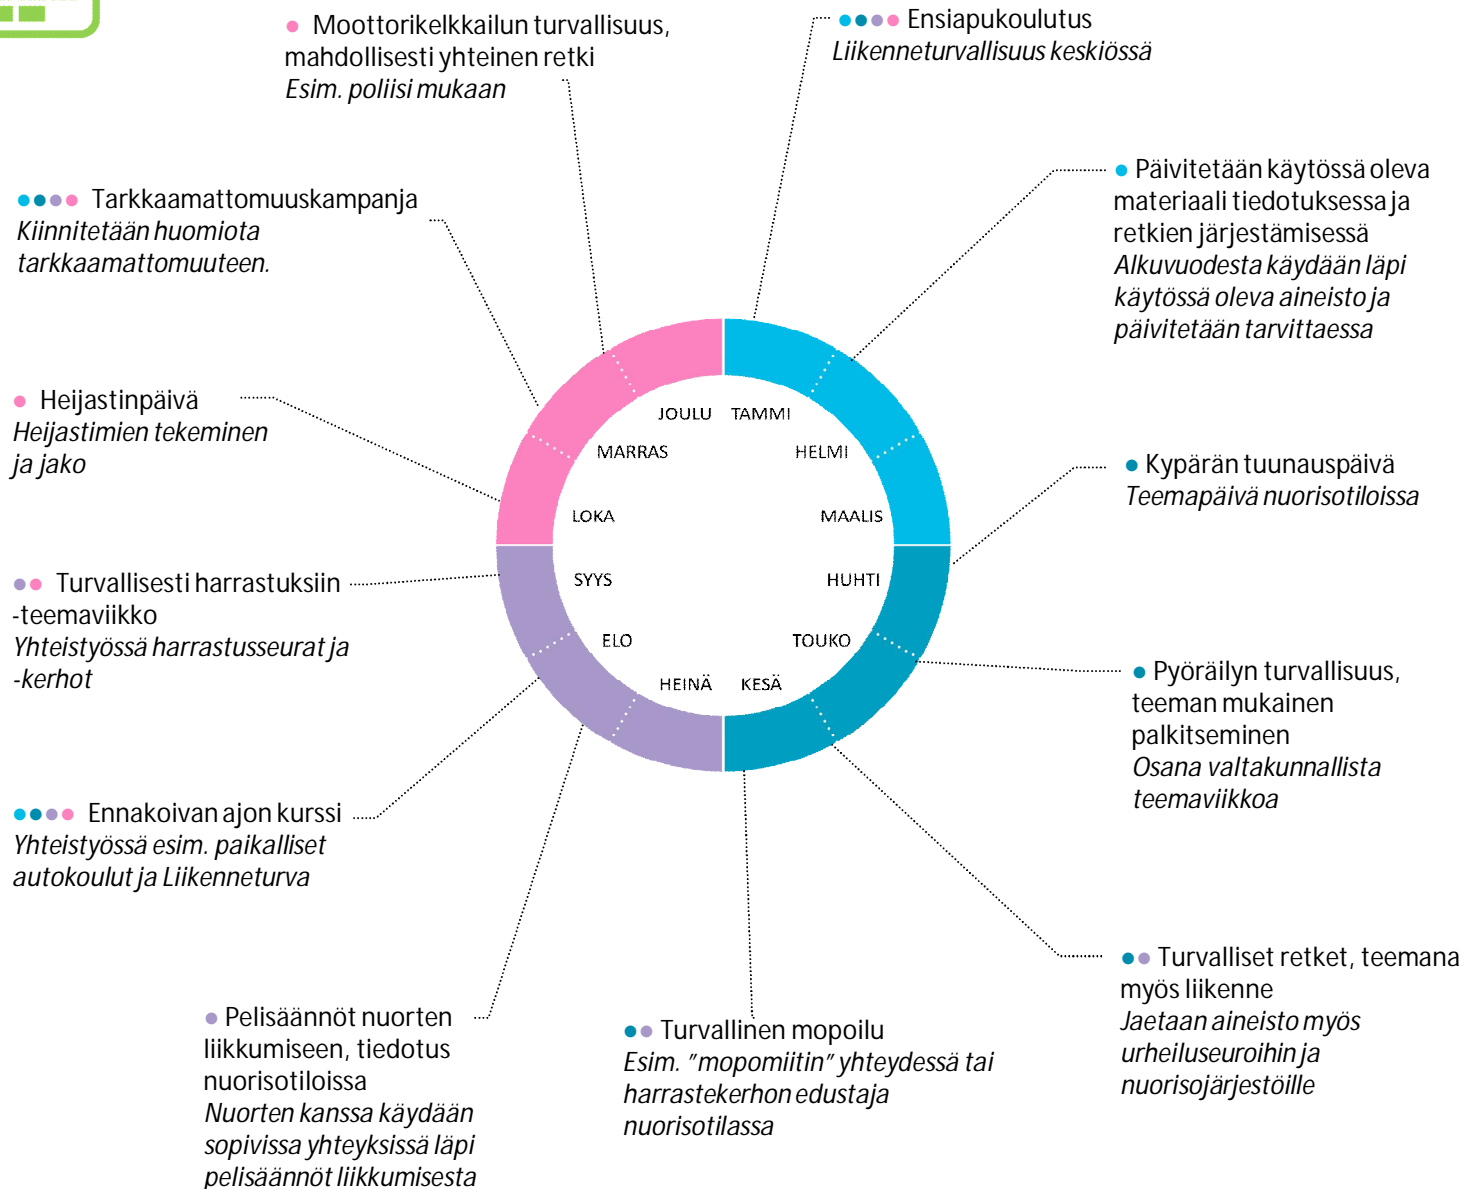 ● Moottorikelkkailun turvallisuus,
mahdollisesti yhteinen retki
Esim. poliisi mukaan
●●●● Ensiapukoulutus
Liikenneturvallisuus keskiössä
● Päivitetään käytössä oleva
materiaali tiedotuksessa ja
retkien järjestämisessä
Alkuvuodesta käydään läpi
käytössä oleva aineisto ja
päivitetään tarvittaessa
●●●● Tarkkaamattomuuskampanja
Kiinnitetään huomiota
tarkkaamattomuuteen.
● Heijastinpäivä
Heijastimien tekeminen
ja jako
● Kypärän tuunauspäivä
Teemapäivä nuorisotiloissa
JOULU TAMMI
MARRAS HELMI
LOKA MAALIS
SYYS HUHTI
ELO TOUKO
HEINÄ KESÄ
●● Turvallisesti harrastuksiin
-teemaviikko
Yhteistyössä harrastusseurat ja
-kerhot
● Pyöräilyn turvallisuus,
teeman mukainen
palkitseminen
Osana valtakunnallista
teemaviikkoa
●●●● Ennakoivan ajon kurssi
Yhteistyössä esim. paikalliset
autokoulut ja Liikenneturva
●● Turvalliset retket, teemana
myös liikenne
Jaetaan aineisto myös
urheiluseuroihin ja
nuorisojärjestöille
● Pelisäännöt nuorten
liikkumiseen, tiedotus
nuorisotiloissa
Nuorten kanssa käydään
sopivissa yhteyksissä läpi
pelisäännöt liikkumisesta
●● Turvallinen mopoilu
Esim. ”mopomiitin” yhteydessä tai
harrastekerhon edustaja
nuorisotilassa